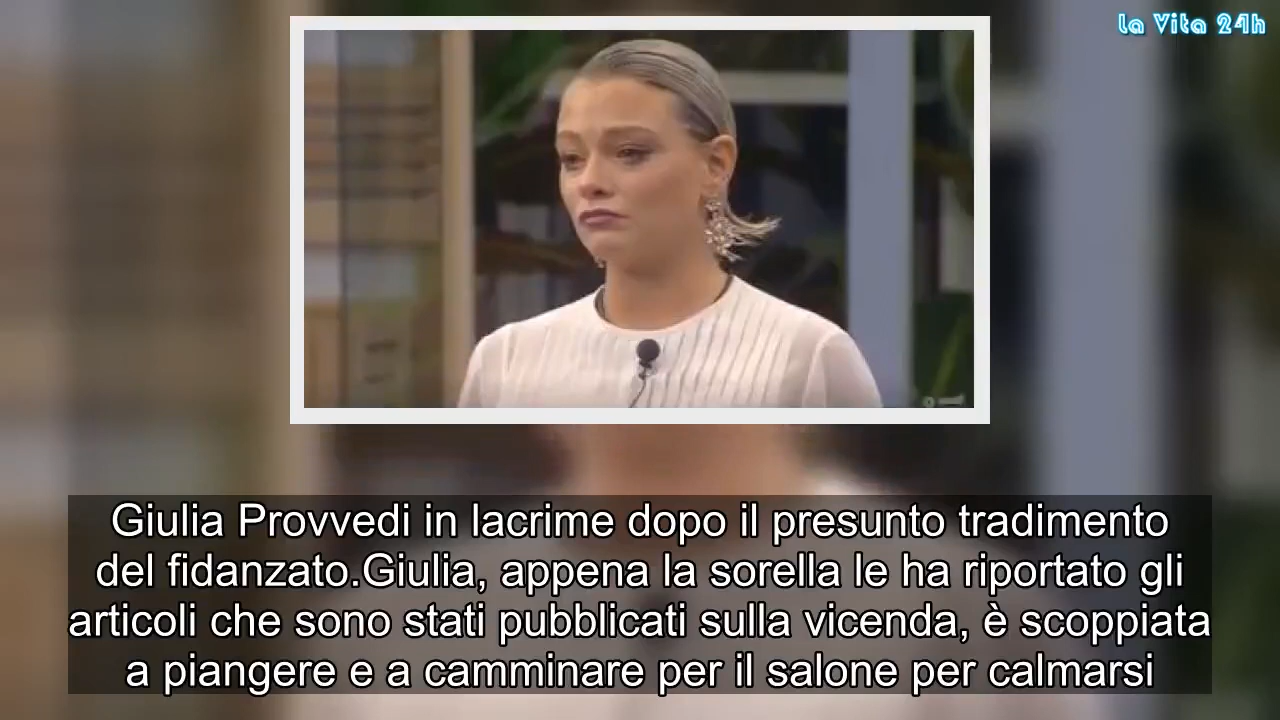 La Vita 24h
Giulia Provvedi in lacrime dopo il presunto tradimento
del fidanzato.Giulia, appena la sorella le ha riportato gli
articoli che sono stati pubblicati sulla vicenda, è scoppiata
a piangere e a camminare per il salone per calmarsi